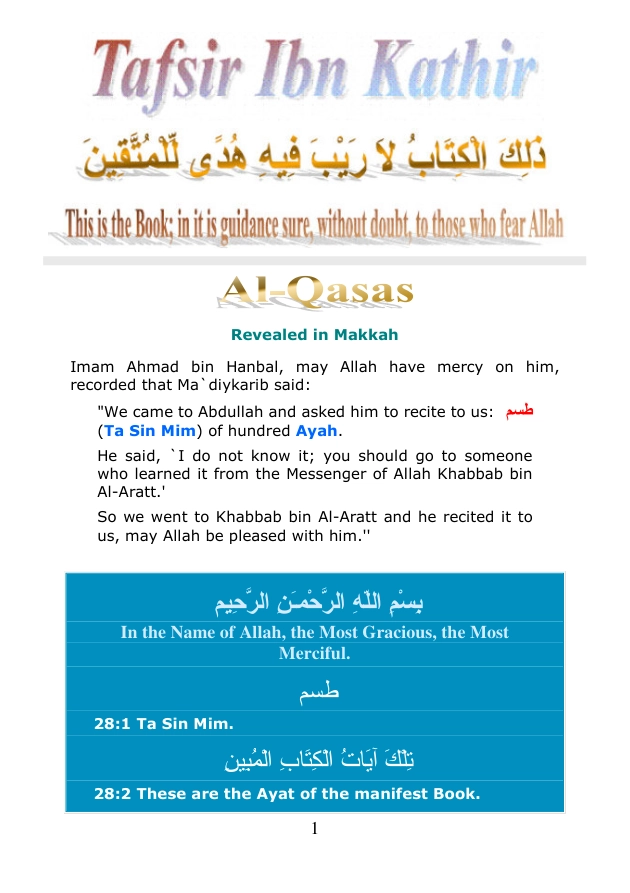 Tafsir Ibn Kathir
ذَلِكَ الْكِتَابُ لاَ رَيْبَ فِيهِ هُدًى لِّلْمُتَّقِينَ
This is the Book; in it is guidance sure, without doubt, to those who fear Allah
Al-Qasas
Revealed in Makkah
Imam Ahmad bin Hanbal, may Allah have mercy on him,
recorded that Ma`diykarib said:
"We came to Abdullah and asked him to recite to us: طسم
(Ta Sin Mim) of hundred Ayah.
He said, `I do not know it; you should go to someone
who learned it from the Messenger of Allah Khabbab bin
Al-Aratt.'
So we went to Khabbab bin Al-Aratt and he recited it to
us, may Allah be pleased with him.''
بِسْمِ اللَّهِ الرَّحْمـَنِ الرَّحِيمِ
In the Name of Allah, the Most Gracious, the Most
Merciful.
طسم
28:1 Ta Sin Mim.
تِلْكَ آيَاتُ الْكِتَابِ الْمُبِينِ
28:2 These are the Ayat of the manifest Book.
1